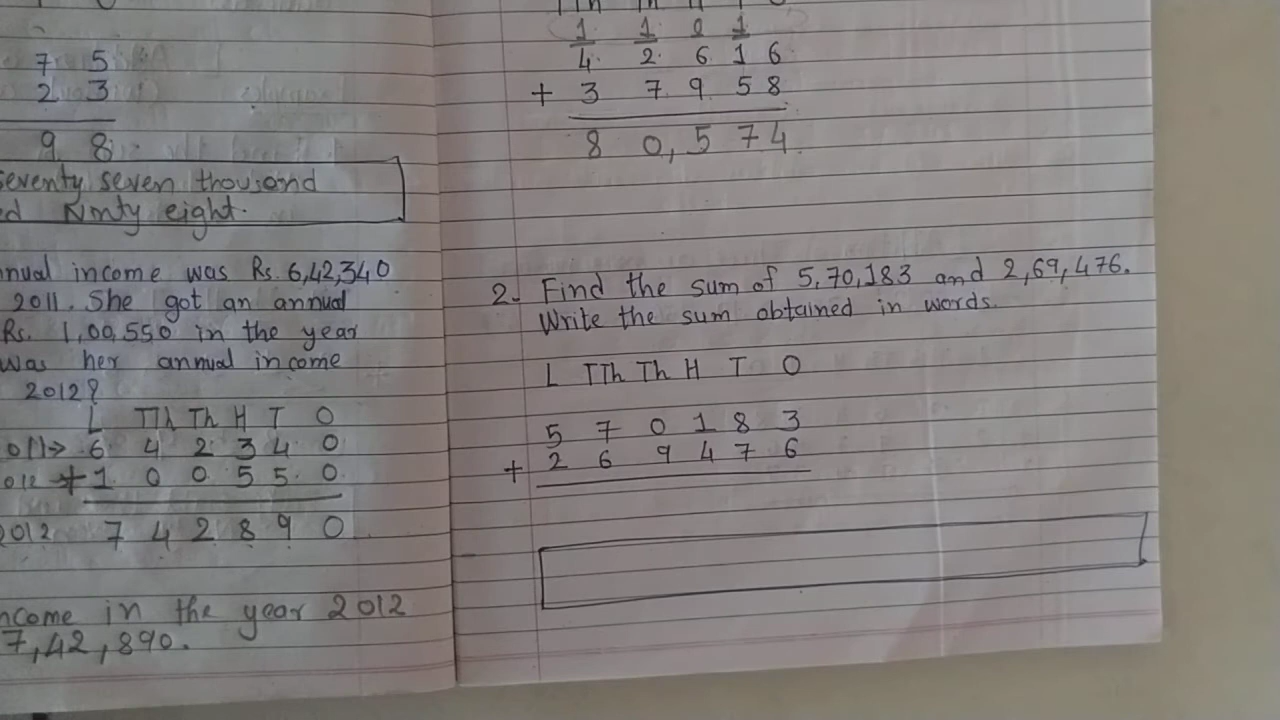 7 5
2 3
9 8
Seventy seven thousand
Ninty eight.
annual income was Rs. 6,42,340
2011. She got an annual
Rs. 1,00,550 in the year
was her annual income
2012?
L TTh Th H T O
2011→ 6 4 2 3 4 0
2012 + 1 0 0 5 5 0
2012 7 4 2 8 9 0
income in the year 2012
7,42,890.
1 1 0 1
4 2 6 1 6
+ 3 7 9 5 8
8 0, 5 7 4
2. Find the sum of 5,70,183 and 2,69,476.
Write the sum obtained in words.
L TTh Th H T O
5 7 0 1 8 3
+ 2 6 9 4 7 6